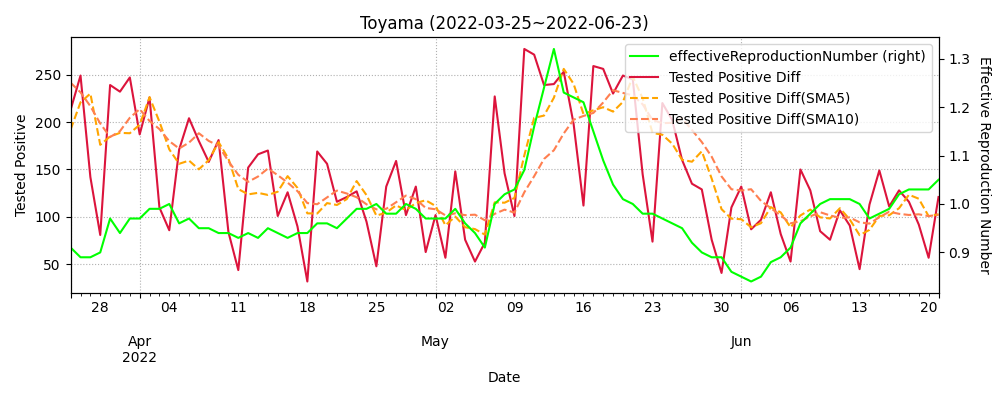 Toyama (2022-03-25~2022-06-23)
effectiveReproductionNumber (right)
Tested Positive Diff
Tested Positive Diff(SMA5)
Tested Positive Diff(SMA10)
Tested Positive
250
200
150
100
50
1.3
1.2
1.1
1.0
0.9
Effective Reproduction Number
28 04 11 18 25 02 09 16 23 30 06 13 20
Apr May Jun
2022
Date